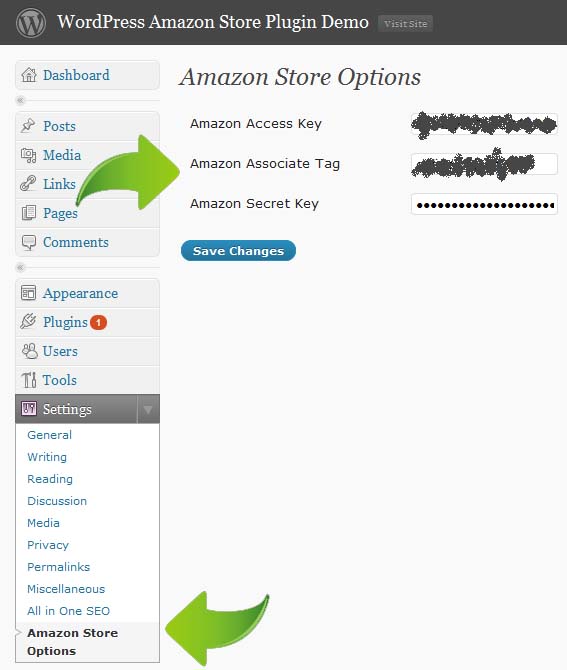 WordPress Amazon Store Plugin Demo Visit Site
Dashboard
Posts
Media
Links
Pages
Comments
Appearance
Plugins 1
Users
Tools
Settings
General
Writing
Reading
Discussion
Media
Privacy
Permalinks
Miscellaneous
All in One SEO
Amazon Store
Options
Amazon Store Options
Amazon Access Key
Amazon Associate Tag
Amazon Secret Key
Save Changes